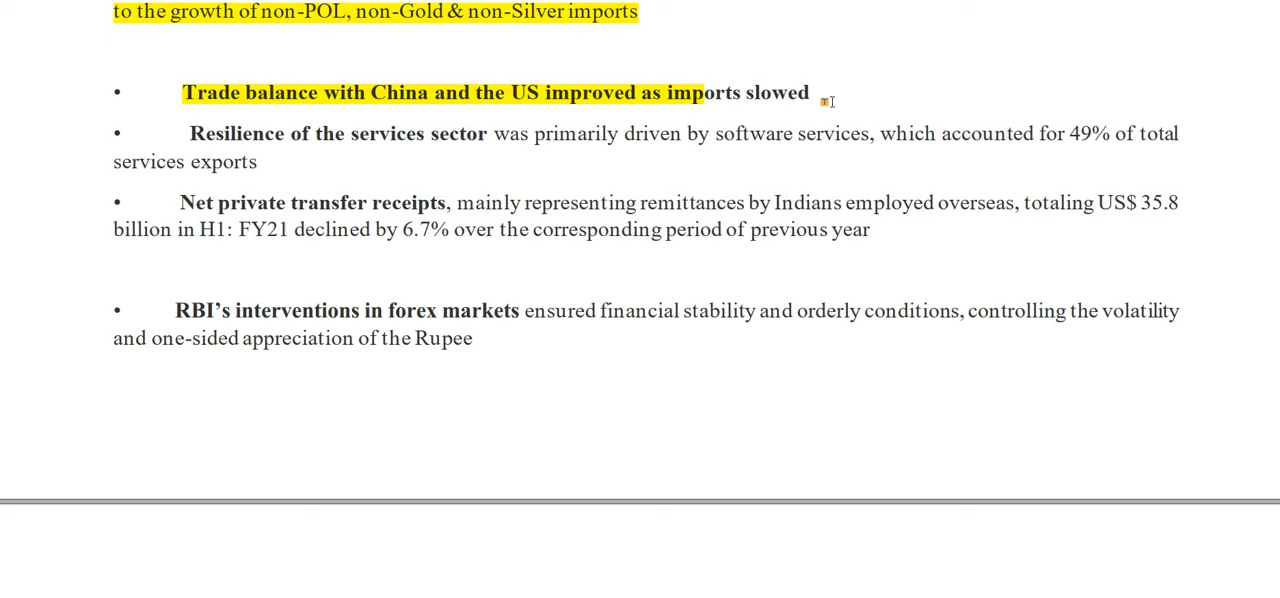 to the growth of non-POL, non-Gold & non-Silver imports
• Trade balance with China and the US improved as imports slowed
• Resilience of the services sector was primarily driven by software services, which accounted for 49% of total
services exports
• Net private transfer receipts, mainly representing remittances by Indians employed overseas, totaling US$ 35.8
billion in H1: FY21 declined by 6.7% over the corresponding period of previous year
• RBI’s interventions in forex markets ensured financial stability and orderly conditions, controlling the volatility
and one-sided appreciation of the Rupee